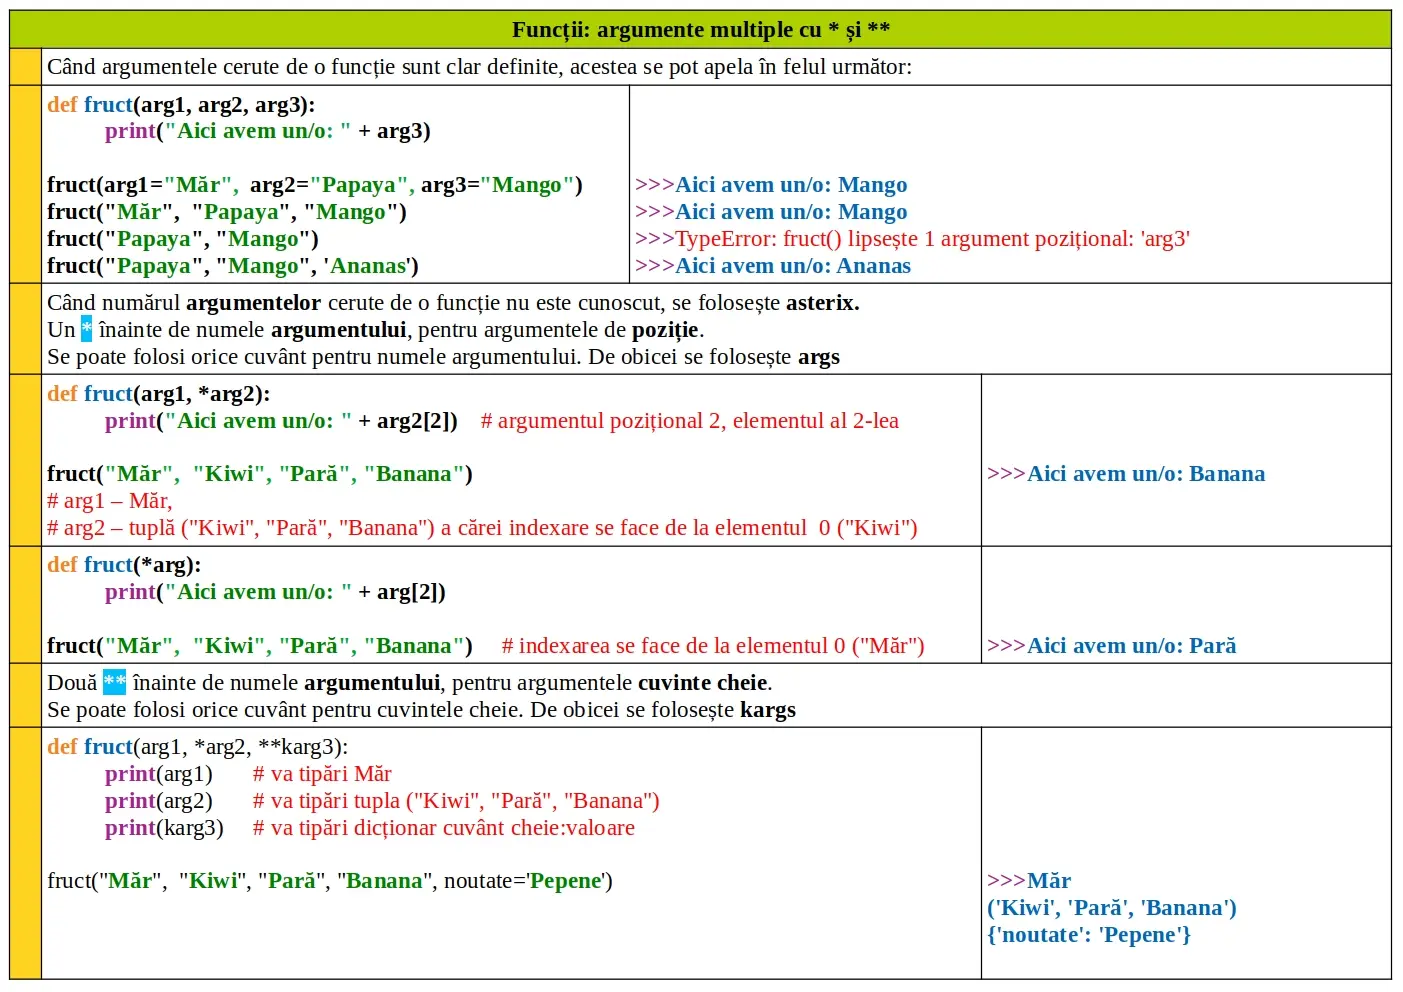 Funcții: argumente multiple cu * și **
Când argumentele cerute de o funcție sunt clar definite, acestea se pot apela în felul următor:
def fruct(arg1, arg2, arg3):
print("Aici avem un/o: " + arg3)
fruct(arg1="Măr",  arg2="Papaya", arg3="Mango")
>>>Aici avem un/o: Mango
fruct("Măr",  "Papaya", "Mango")
>>>Aici avem un/o: Mango
fruct("Papaya", "Mango")
>>>TypeError: fruct() lipsește 1 argument pozițional: 'arg3'
fruct("Papaya", "Mango", 'Ananas')
>>>Aici avem un/o: Ananas
Când numărul argumentelor cerute de o funcție nu este cunoscut, se folosește asterix.
Un * înainte de numele argumentului, pentru argumentele de poziție.
Se poate folosi orice cuvânt pentru numele argumentului. De obicei se folosește args
def fruct(arg1, *arg2):
print("Aici avem un/o: " + arg2[2])    # argumentul pozițional 2, elementul al 2-lea
fruct("Măr",  "Kiwi", "Pară", "Banana")
>>>Aici avem un/o: Banana
# arg1 – Măr,
# arg2 – tuplă ("Kiwi", "Pară", "Banana") a cărei indexare se face de la elementul  0 ("Kiwi")
def fruct(*arg):
print("Aici avem un/o: " + arg[2])
fruct("Măr",  "Kiwi", "Pară", "Banana")     # indexarea se face de la elementul 0 ("Măr")
>>>Aici avem un/o: Pară
Două ** înainte de numele argumentului, pentru argumentele cuvinte cheie.
Se poate folosi orice cuvânt pentru cuvintele cheie. De obicei se folosește kargs
def fruct(arg1, *arg2, **karg3):
print(arg1)       # va tipări Măr
print(arg2)       # va tipări tupla ("Kiwi", "Pară", "Banana")
print(karg3)     # va tipări dicționar cuvânt cheie:valoare
fruct("Măr",  "Kiwi", "Pară", "Banana", noutate='Pepene')
>>>Măr
('Kiwi', 'Pară', 'Banana')
{'noutate': 'Pepene'}